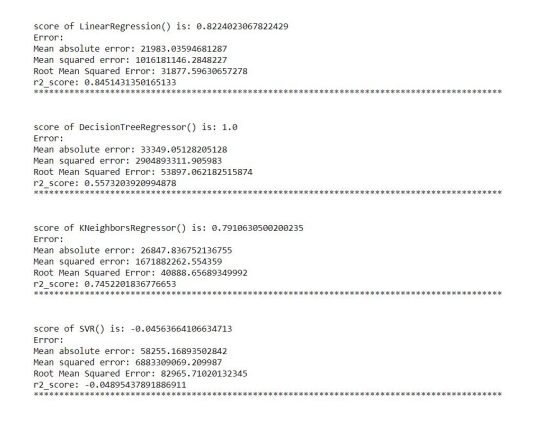 score of LinearRegression() is: 0.8224023067822429
Error:
Mean absolute error: 21983.03594681287
Mean squared error: 1016181146.2848227
Root Mean Squared Error: 31877.59630657278
r2_score: 0.8451431350165133
*******************************************************************************************
score of DecisionTreeRegressor() is: 1.0
Error:
Mean absolute error: 33349.05128205128
Mean squared error: 2904893311.905983
Root Mean Squared Error: 53897.062182515874
r2_score: 0.5573203920994878
*******************************************************************************************
score of KNeighborsRegressor() is: 0.7910630500200235
Error:
Mean absolute error: 26847.836752136755
Mean squared error: 1671882262.554359
Root Mean Squared Error: 40888.65689349992
r2_score: 0.7452201836776653
*******************************************************************************************
score of SVR() is: -0.04563664106634713
Error:
Mean absolute error: 58255.16893502842
Mean squared error: 6883309069.209987
Root Mean Squared Error: 82965.71020132345
r2_score: -0.04895437891886911
*******************************************************************************************